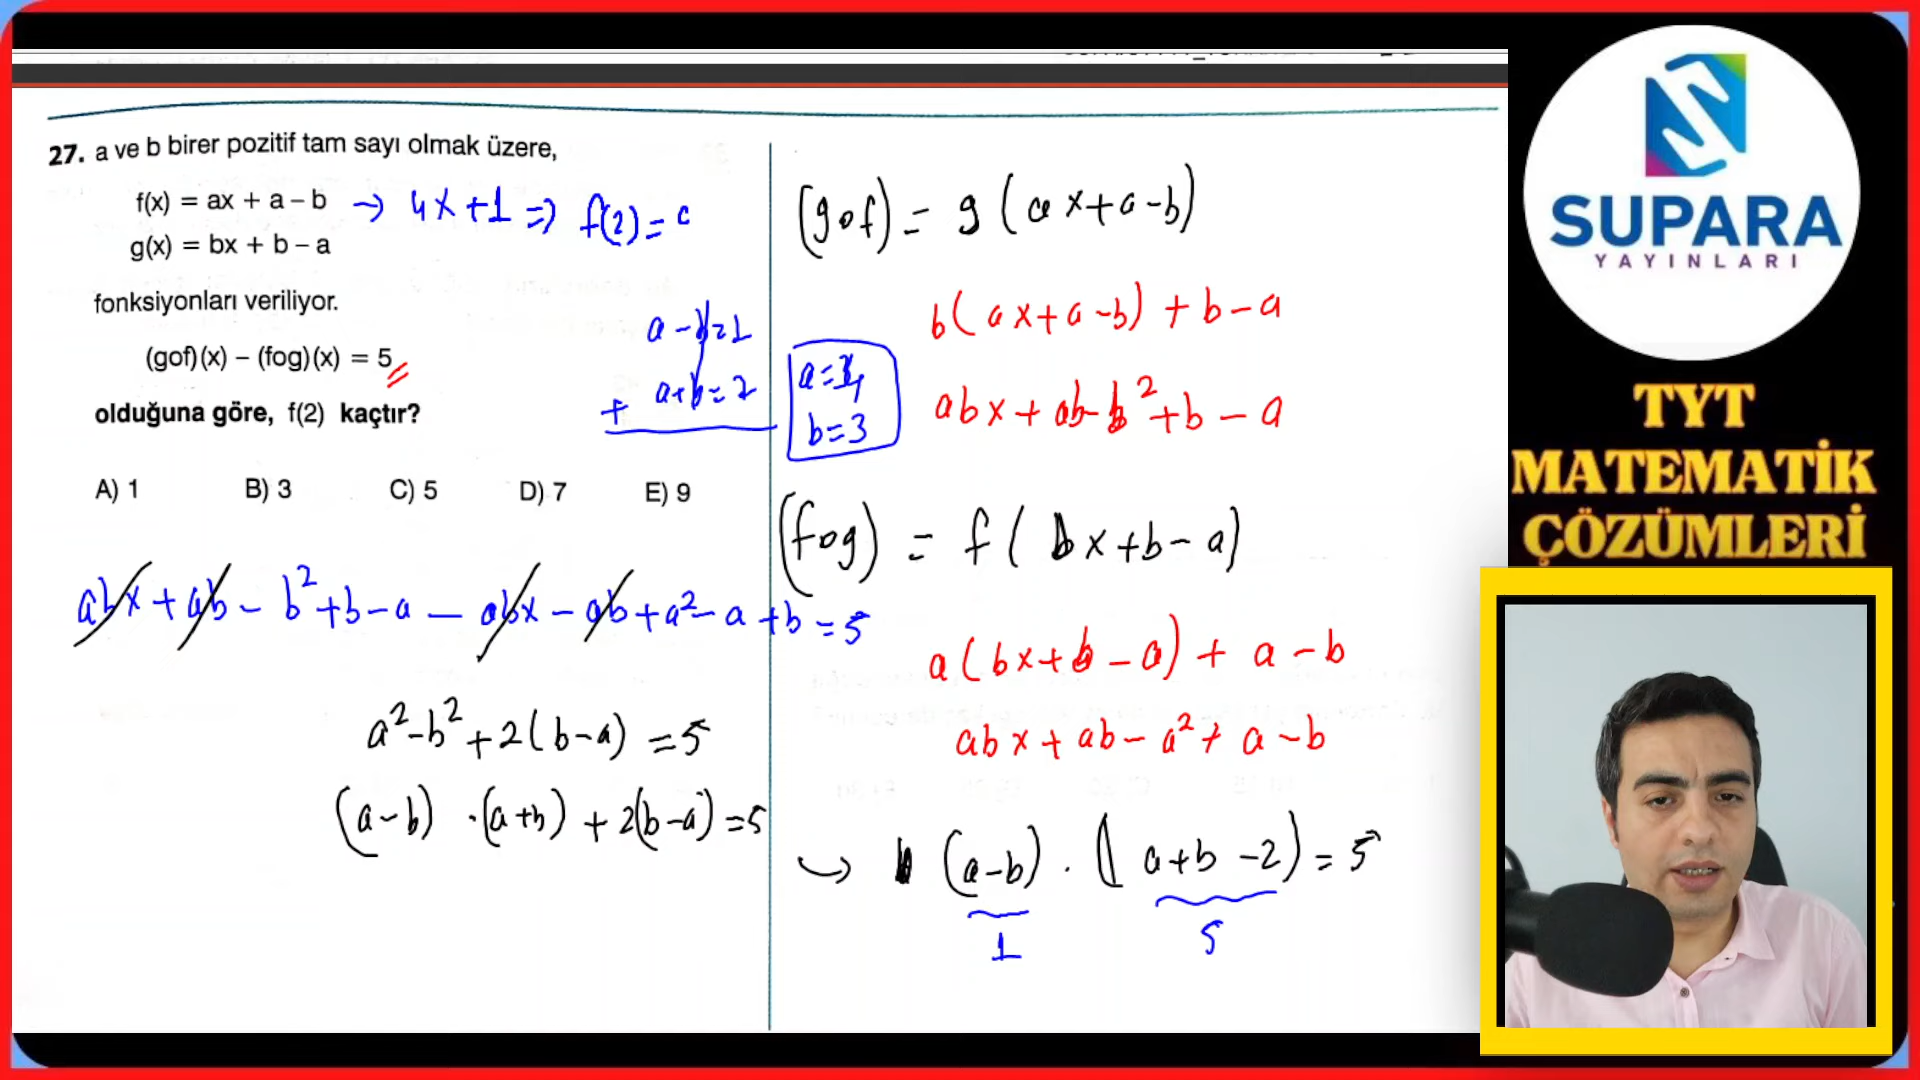 27. a ve b birer pozitif tam sayı olmak üzere,
f(x) = ax + a – b → 4x+1 ⇒ f(2) =
g(x) = bx + b – a
fonksiyonları veriliyor.
(gof)(x) – (fog)(x) = 5
olduğuna göre, f(2) kaçtır?
A) 1 B) 3 C) 5 D) 7 E) 9
a – b = 1
+ a+b = 7
a = 4
b = 3
abx + ab – b² + b – a – abx – ab + a² – a + b = 5
a² – b² + 2(b – a) = 5
(a – b) · (a + b) + 2(b – a) = 5
(gof) = g(ax + a – b)
b(ax + a – b) + b – a
abx + ab – b² + b – a
(fog) = f(bx + b – a)
a(bx + b – a) + a – b
abx + ab – a² + a – b
(a – b) · (a + b – 2) = 5
1 5
SUPARA
YAYINLARI
TYT
MATEMATİK
ÇÖZÜMLERİ